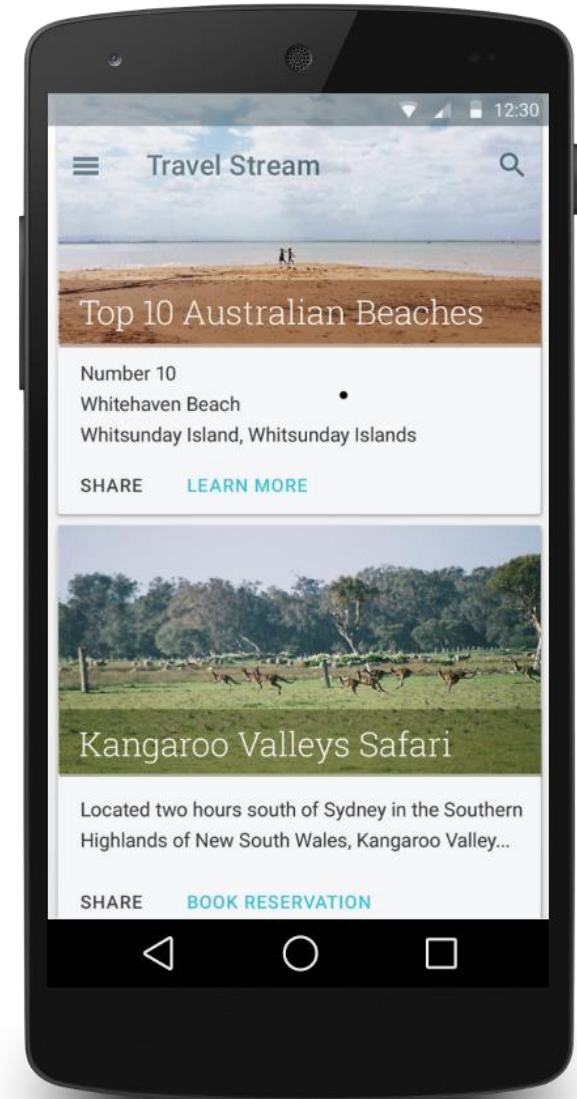 12:30
Travel Stream
Top 10 Australian Beaches
Number 10
Whitehaven Beach
Whitsunday Island, Whitsunday Islands
SHARE LEARN MORE
Kangaroo Valleys Safari
Located two hours south of Sydney in the Southern
Highlands of New South Wales, Kangaroo Valley...
SHARE BOOK RESERVATION